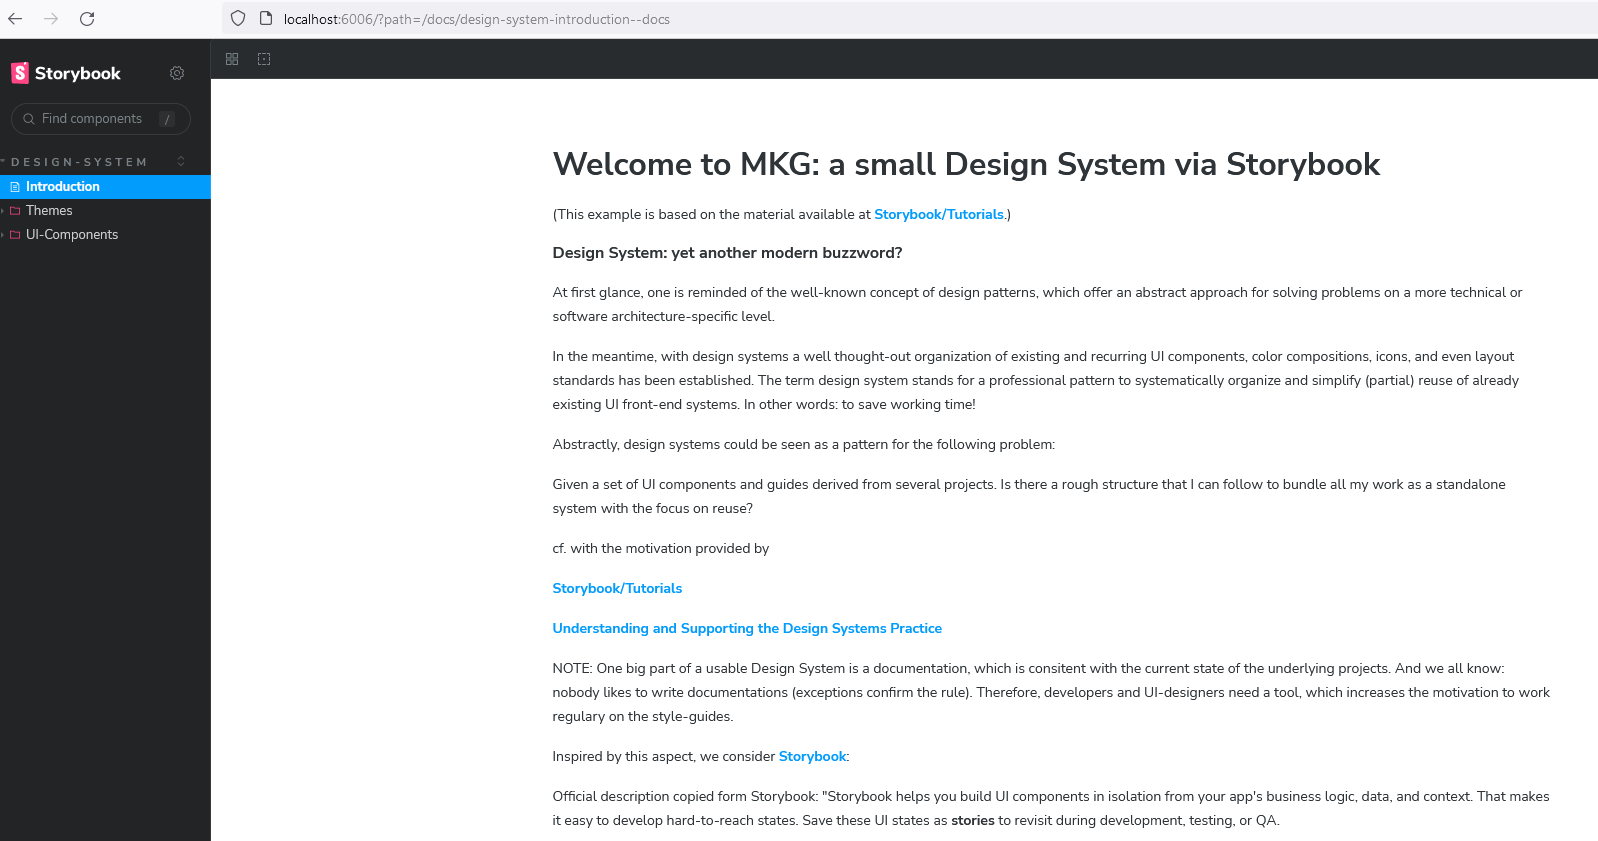 localhost:6006/?path=/docs/design-system-introduction--docs
Storybook
Find components /
DESIGN-SYSTEM
Introduction
Themes
UI-Components
Welcome to MKG: a small Design System via Storybook
(This example is based on the material available at Storybook/Tutorials.)
Design System: yet another modern buzzword?
At first glance, one is reminded of the well-known concept of design patterns, which offer an abstract approach for solving problems on a more technical or
software architecture-specific level.
In the meantime, with design systems a well thought-out organization of existing and recurring UI components, color compositions, icons, and even layout
standards has been established. The term design system stands for a professional pattern to systematically organize and simplify (partial) reuse of already
existing UI front-end systems. In other words: to save working time!
Abstractly, design systems could be seen as a pattern for the following problem:
Given a set of UI components and guides derived from several projects. Is there a rough structure that I can follow to bundle all my work as a standalone
system with the focus on reuse?
cf. with the motivation provided by
Storybook/Tutorials
Understanding and Supporting the Design Systems Practice
NOTE: One big part of a usable Design System is a documentation, which is consitent with the current state of the underlying projects. And we all know:
nobody likes to write documentations (exceptions confirm the rule). Therefore, developers and UI-designers need a tool, which increases the motivation to work
regulary on the style-guides.
Inspired by this aspect, we consider Storybook:
Official description copied form Storybook: "Storybook helps you build UI components in isolation from your app's business logic, data, and context. That makes
it easy to develop hard-to-reach states. Save these UI states as stories to revisit during development, testing, or QA.